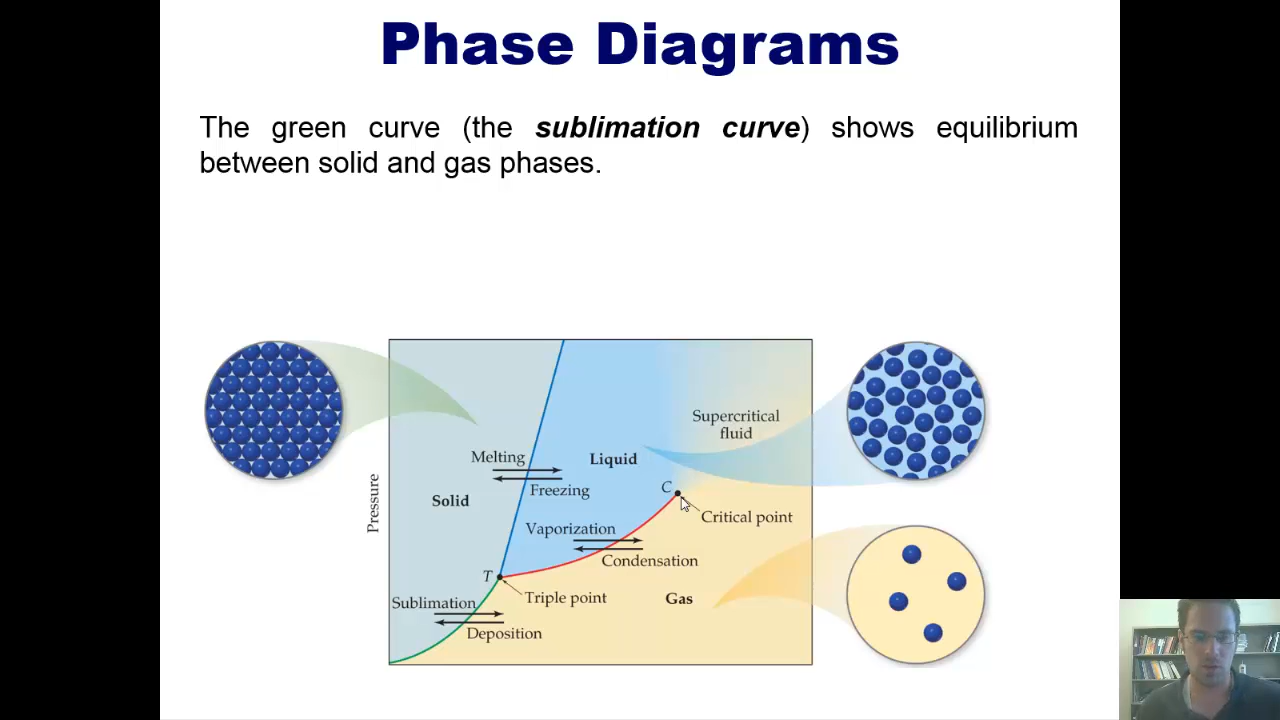 Phase Diagrams
The green curve (the sublimation curve) shows equilibrium
between solid and gas phases.
Supercritical
fluid
Melting
Liquid
Freezing
Solid
Pressure
C
Critical point
Vaporization
Condensation
T
Triple point
Gas
Sublimation
Deposition